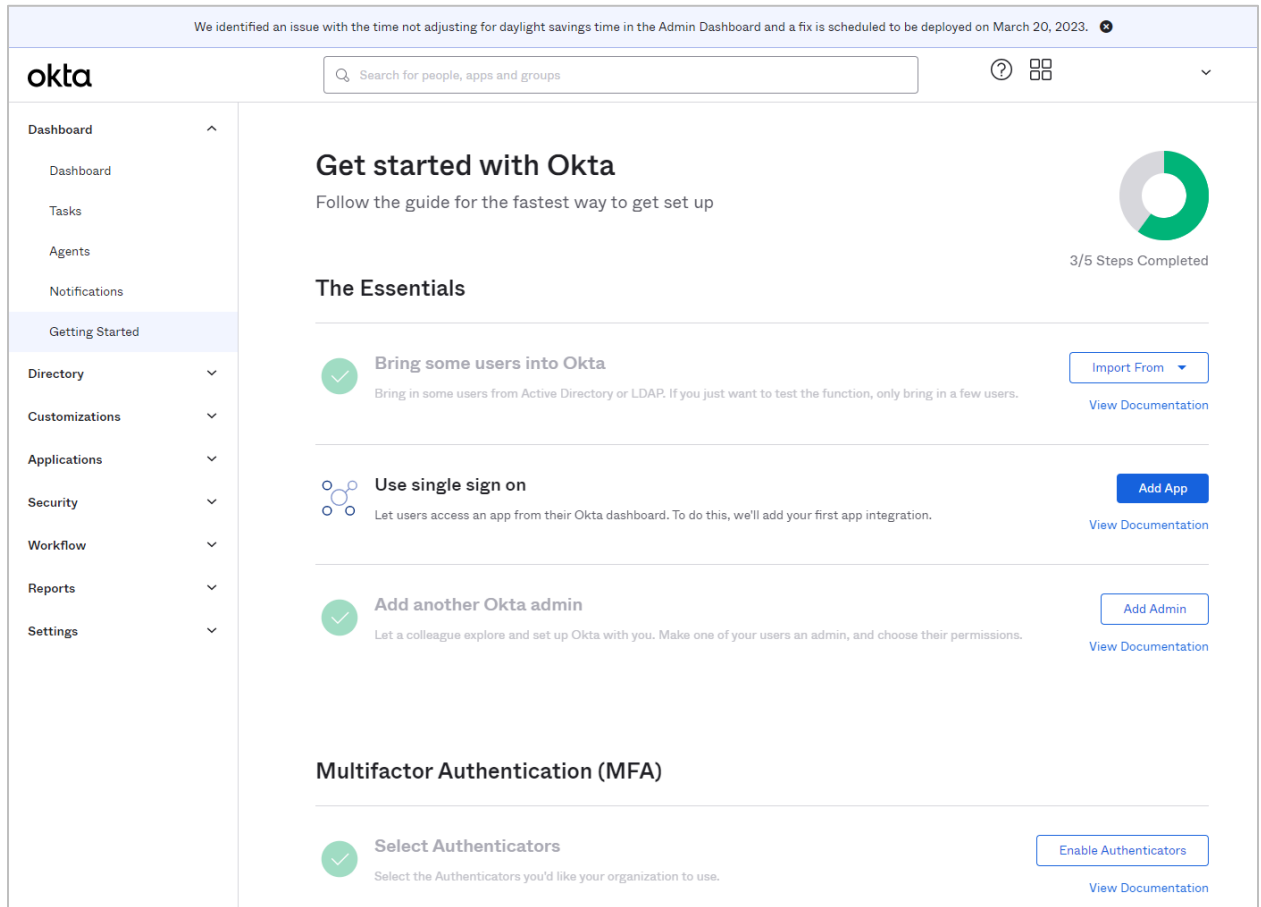 We identified an issue with the time not adjusting for daylight savings time in the Admin Dashboard and a fix is scheduled to be deployed on March 20, 2023.
okta
Search for people, apps and groups
Dashboard
Dashboard
Tasks
Agents
Notifications
Getting Started
Directory
Customizations
Applications
Security
Workflow
Reports
Settings
Get started with Okta
Follow the guide for the fastest way to get set up
3/5 Steps Completed
The Essentials
Bring some users into Okta
Bring in some users from Active Directory or LDAP. If you just want to test the function, only bring in a few users.
Import From
View Documentation
Use single sign on
Let users access an app from their Okta dashboard. To do this, we'll add your first app integration.
Add App
View Documentation
Add another Okta admin
Let a colleague explore and set up Okta with you. Make one of your users an admin, and choose their permissions.
Add Admin
View Documentation
Multifactor Authentication (MFA)
Select Authenticators
Select the Authenticators you'd like your organization to use.
Enable Authenticators
View Documentation